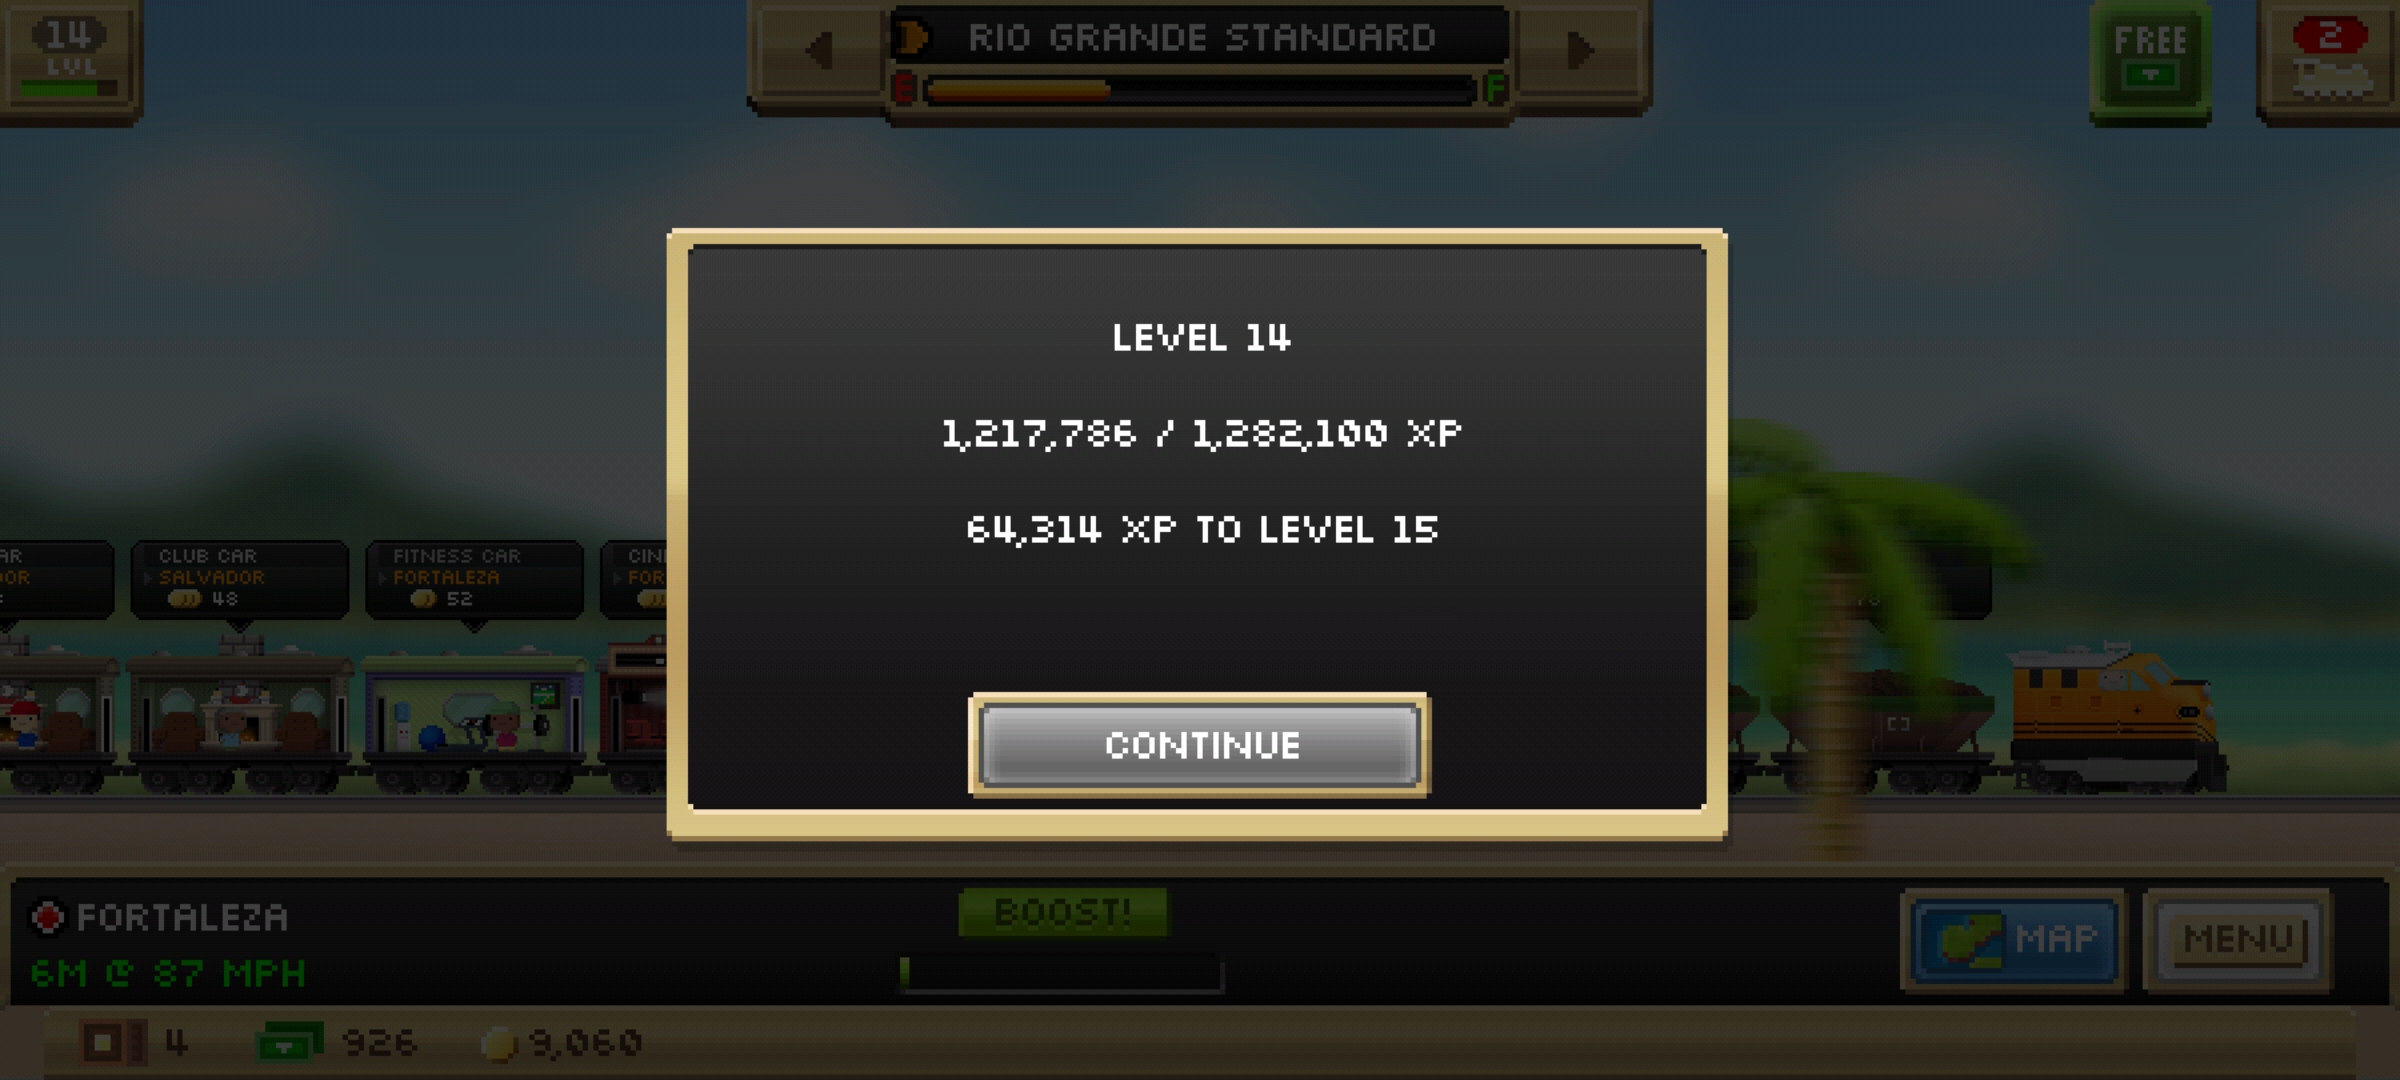 14
LVL
RIO GRANDE STANDARD
E F
FREE
2
LEVEL 14
1,217,786 / 1,282,100 XP
64,314 XP TO LEVEL 15
CONTINUE
CLUB CAR
SALVADOR
48
FITNESS CAR
FORTALEZA
52
FORTALEZA
6M @ 87 MPH
BOOST!
MAP
MENU
4
926
9,060